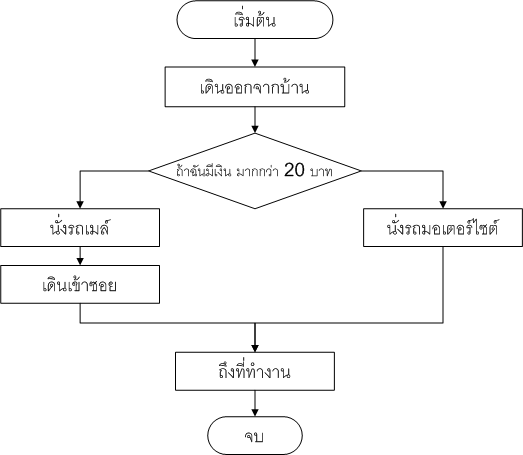 เริ่มต้น
เดินออกจากบ้าน
ถ้าฉันมีเงิน มากกว่า 20 บาท
นั่งรถเมล์
นั่งรถมอเตอร์ไซต์
เดินเข้าซอย
ถึงที่ทำงาน
จบ